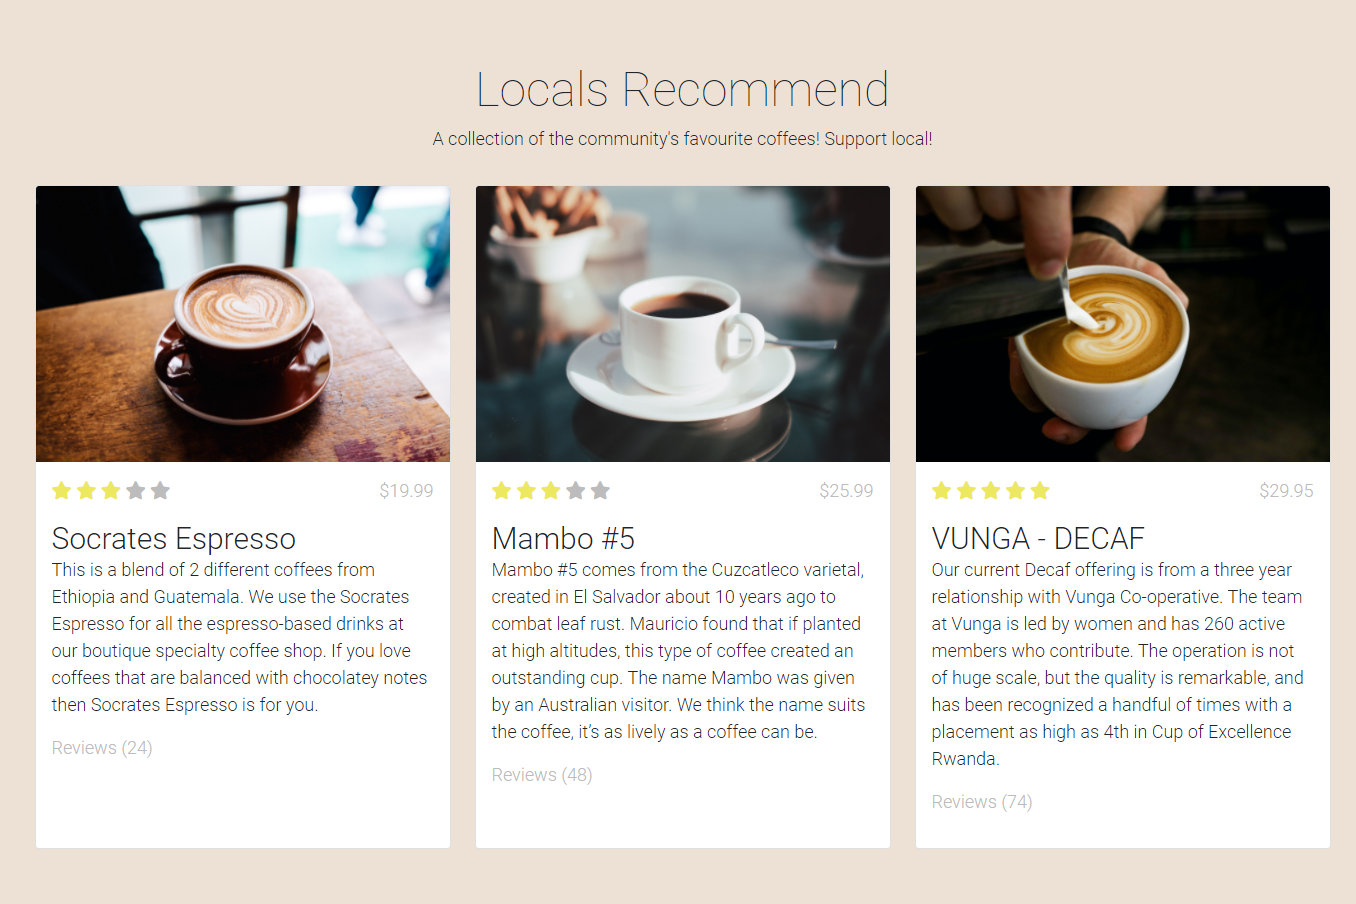 Locals Recommend
A collection of the community's favourite coffees! Support local!
$19.99
Socrates Espresso
This is a blend of 2 different coffees from
Ethiopia and Guatemala. We use the Socrates
Espresso for all the espresso-based drinks at
our boutique specialty coffee shop. If you love
coffees that are balanced with chocolatey notes
then Socrates Espresso is for you.
Reviews (24)
$25.99
Mambo #5
Mambo #5 comes from the Cuzcatleco varietal,
created in El Salvador about 10 years ago to
combat leaf rust. Mauricio found that if planted
at high altitudes, this type of coffee created an
outstanding cup. The name Mambo was given
by an Australian visitor. We think the name suits
the coffee, it's as lively as a coffee can be.
Reviews (48)
$29.95
VUNGA - DECAF
Our current Decaf offering is from a three year
relationship with Vunga Co-operative. The team
at Vunga is led by women and has 260 active
members who contribute. The operation is not
of huge scale, but the quality is remarkable, and
has been recognized a handful of times with a
placement as high as 4th in Cup of Excellence
Rwanda.
Reviews (74)